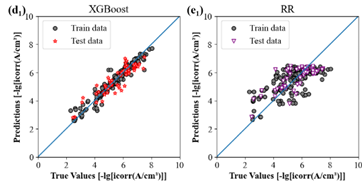 (d₁) XGBoost
Train data
Test data
Predictions [-lg[icorr(A/cm²)]]
10
8
6
4
2
0
0 2 4 6 8 10
True Values [-lg[icorr(A/cm²)]]
(e₁) RR
Train data
Test data
Predictions [-lg[icorr(A/cm²)]]
10
8
6
4
2
0
0 2 4 6 8 10
True Values [-lg[icorr(A/cm²)]]